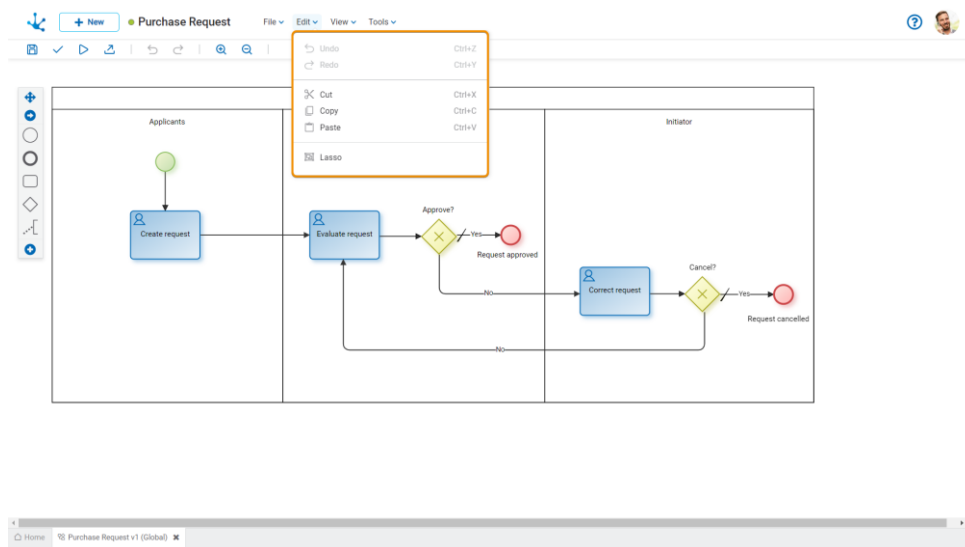 + New
Purchase Request
File
Edit
View
Tools
Undo Ctrl+Z
Redo Ctrl+Y
Cut Ctrl+X
Copy Ctrl+C
Paste Ctrl+V
Lasso
Applicants
Initiator
Create request
Evaluate request
Approve?
Yes
Request approved
No
Correct request
Cancel?
Yes
Request cancelled
No
Home
Purchase Request v1 (Global)